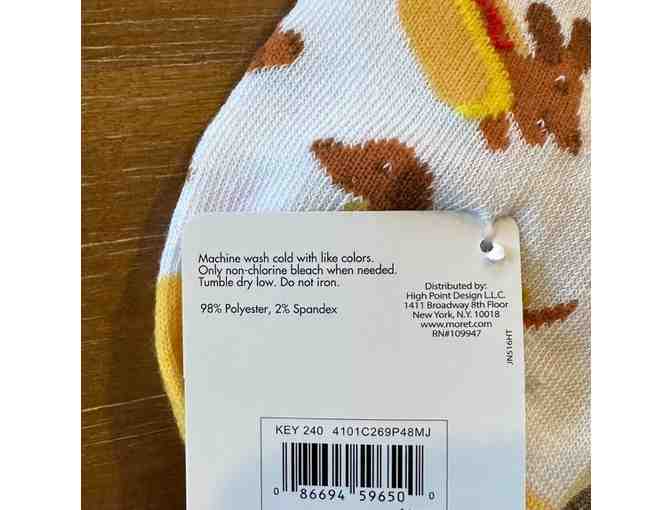 Machine wash cold with like colors.
Only non-chlorine bleach when needed.
Tumble dry low. Do not iron.
98% Polyester, 2% Spandex
Distributed by:
High Point Design L.L.C.
1411 Broadway 8th Floor
New York, N.Y. 10018
www.moret.com
RN#109947
JN516HT
KEY 240 4101C269P48MJ
0 86694 59650 0